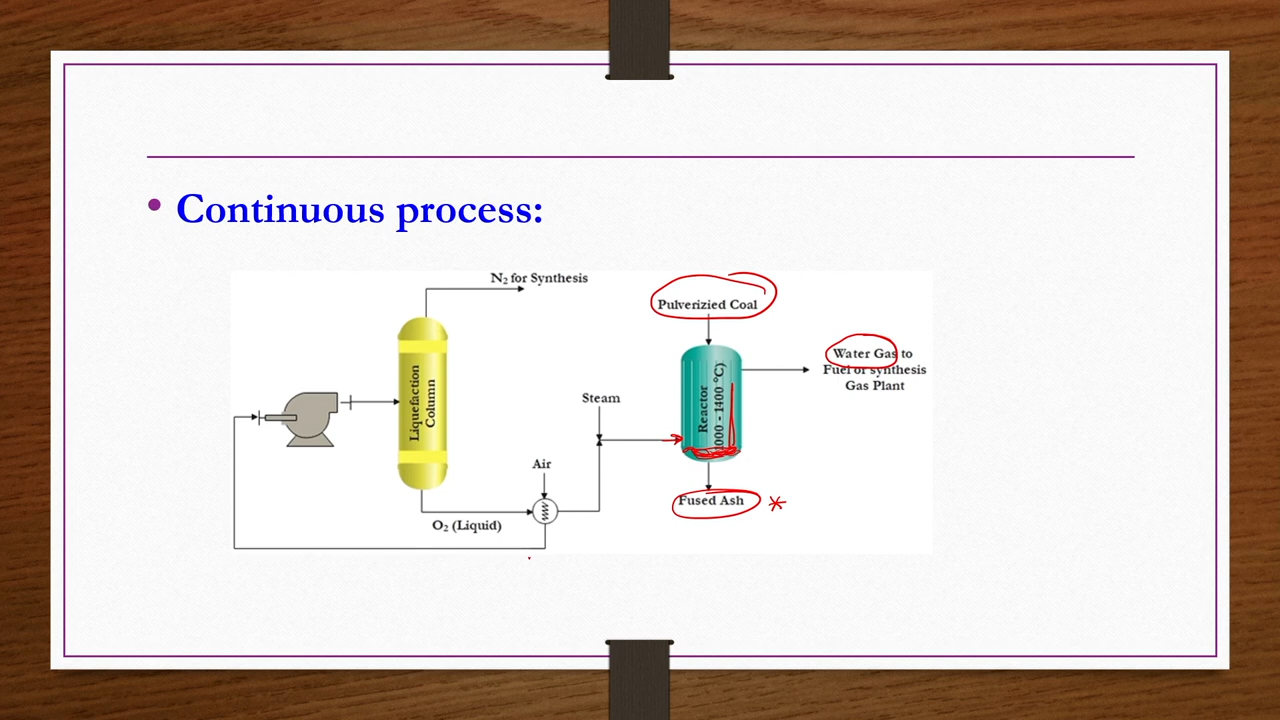 • Continuous process:
N₂ for Synthesis
Pulverizied Coal
Water Gas to
Fuel or synthesis
Gas Plant
Liquefaction
Column
Reactor
000 - 1400 °C)
Steam
Air
O₂ (Liquid)
Fused Ash *